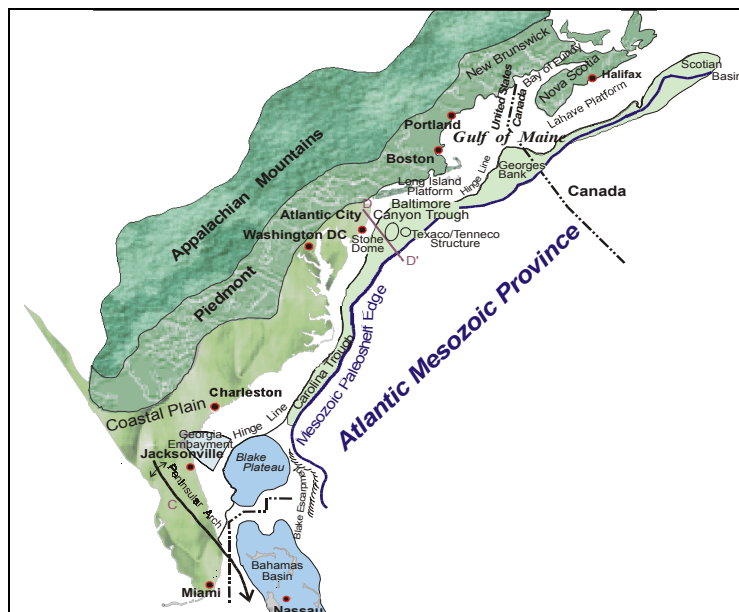 New Brunswick
Bay of Fundy
Nova Scotia
Halifax
Scotian
Basin
Lahave Platform
United States
Canada
Portland
Gulf of Maine
Boston
Hinge Line
Georges
Bank
Canada
Appalachian Mountains
Long Island
Platform
Baltimore
Canyon Trough
D
Atlantic City
Washington DC
Stone
Dome
Texaco/Tenneco
Structure
D'
Piedmont
Atlantic Mesozoic Province
Mesozoic Paleoshelf Edge
Carolina Trough
Charleston
Coastal Plain
Hinge Line
Georgia
Embayment
Jacksonville
Blake
Plateau
Peninsular Arch
C
Blake Escarpment
Bahamas
Basin
Miami
Nassau